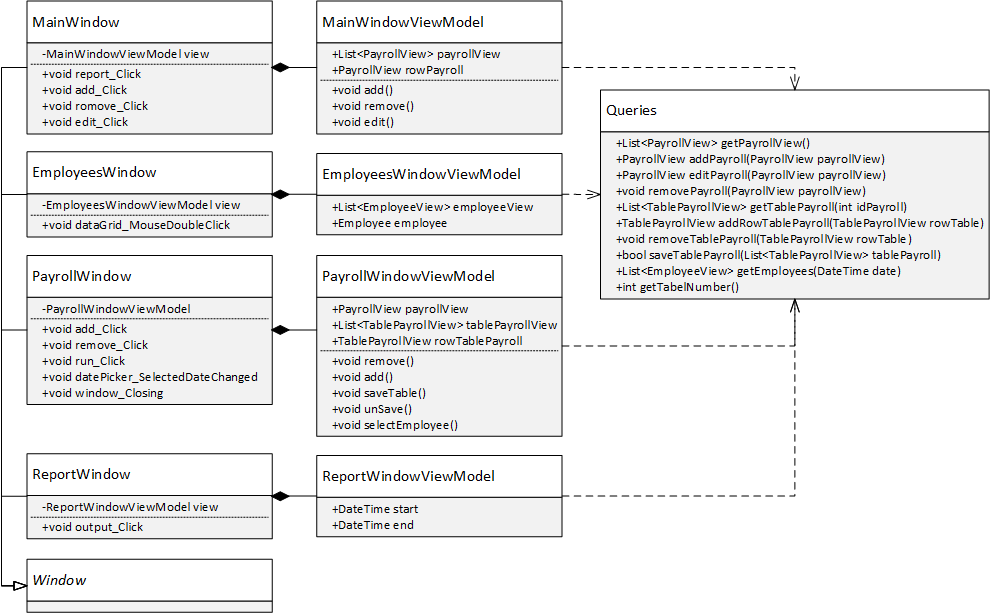 MainWindow
-MainWindowViewModel view
+void report_Click
+void add_Click
+void romove_Click
+void edit_Click
MainWindowViewModel
+List<PayrollView> payrollView
+PayrollView rowPayroll
+void add()
+void remove()
+void edit()
Queries
+List<PayrollView> getPayrollView()
+PayrollView addPayroll(PayrollView payrollView)
+PayrollView editPayroll(PayrollView payrollView)
+void removePayroll(PayrollView payrollView)
+List<TablePayrollView> getTablePayroll(int idPayroll)
+TablePayrollView addRowTablePayroll(TablePayrollView rowTable)
+void removeTablePayroll(TablePayrollView rowTable)
+bool saveTablePayroll(List<TablePayrollView> tablePayroll)
+List<EmployeeView> getEmployees(DateTime date)
+int getTabelNumber()
EmployeesWindow
-EmployeesWindowViewModel view
+void dataGrid_MouseDoubleClick
EmployeesWindowViewModel
+List<EmployeeView> employeeView
+Employee employee
PayrollWindow
-PayrollWindowViewModel
+void add_Click
+void remove_Click
+void run_Click
+void datePicker_SelectedDateChanged
+void window_Closing
PayrollWindowViewModel
+PayrollView payrollView
+List<TablePayrollView> tablePayrollView
+TablePayrollView rowTablePayroll
+void remove()
+void add()
+void saveTable()
+void unSave()
+void selectEmployee()
ReportWindow
-ReportWindowViewModel view
+void output_Click
ReportWindowViewModel
+DateTime start
+DateTime end
Window